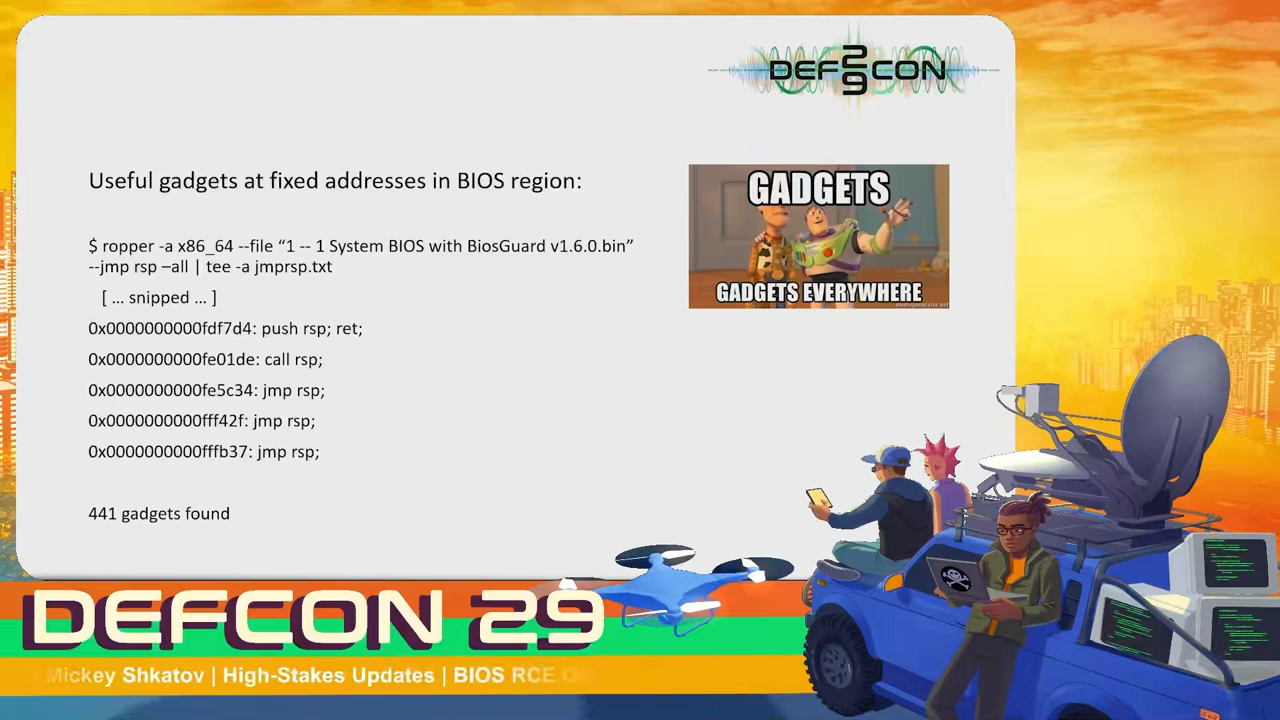 DEF CON
29
Useful gadgets at fixed addresses in BIOS region:
GADGETS
GADGETS EVERYWHERE
$ ropper -a x86_64 --file “1 -- 1 System BIOS with BiosGuard v1.6.0.bin”
--jmp rsp –all | tee -a jmprsp.txt
[ ... snipped ... ]
0x0000000000fdf7d4: push rsp; ret;
0x0000000000fe01de: call rsp;
0x0000000000fe5c34: jmp rsp;
0x0000000000fff42f: jmp rsp;
0x0000000000fffb37: jmp rsp;
441 gadgets found
DEFCON 29
Mickey Shkatov | High-Stakes Updates | BIOS RCE